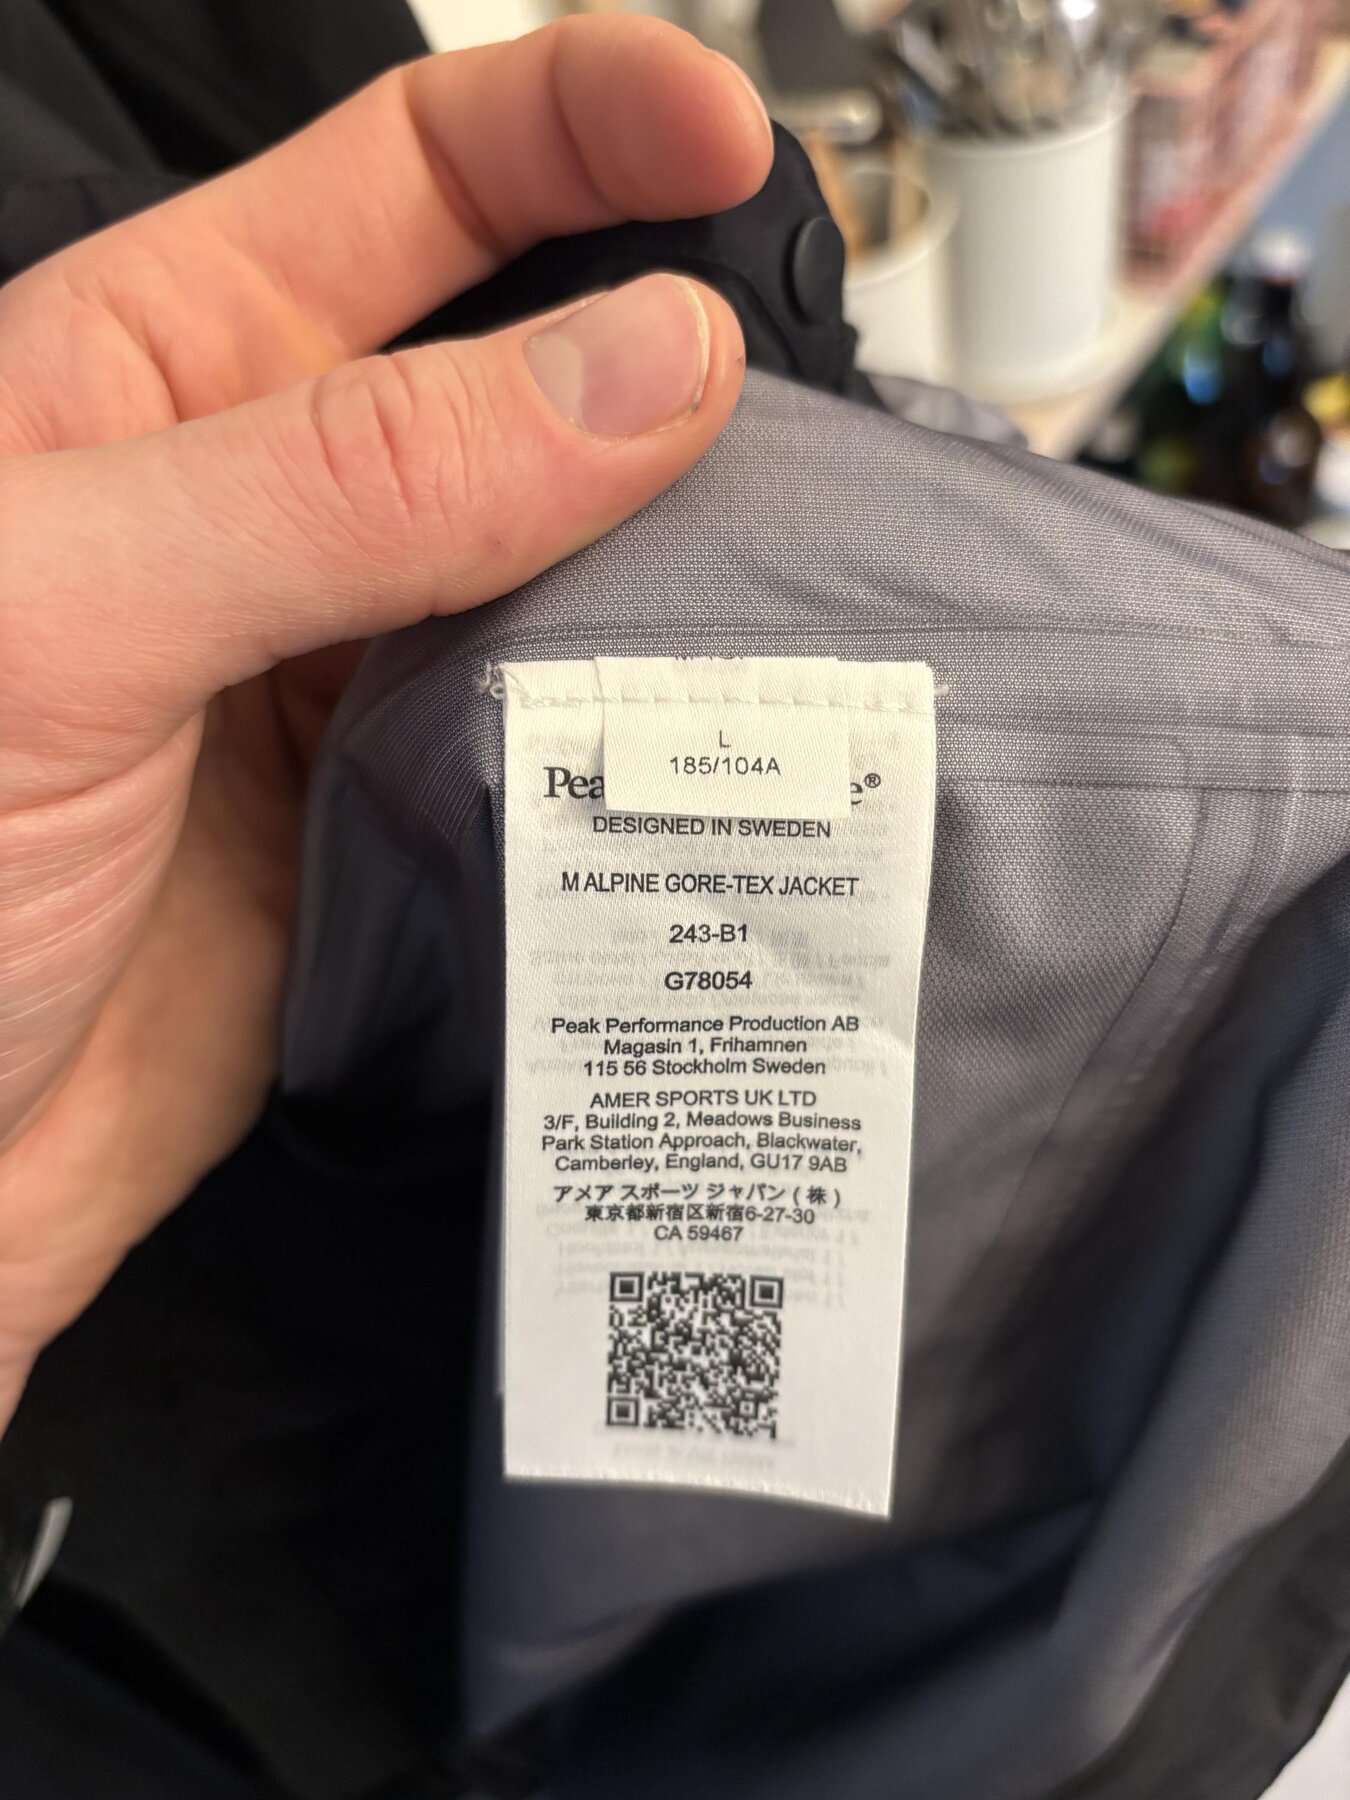 L
185/104A
Pea e®
DESIGNED IN SWEDEN
M ALPINE GORE-TEX JACKET
243-B1
G78054
Peak Performance Production AB
Magasin 1, Frihamnen
115 56 Stockholm Sweden
AMER SPORTS UK LTD
3/F, Building 2, Meadows Business
Park Station Approach, Blackwater,
Camberley, England, GU17 9AB
アメア スポーツ ジャパン ( 株 )
東京都新宿区新宿6-27-30
CA 59467